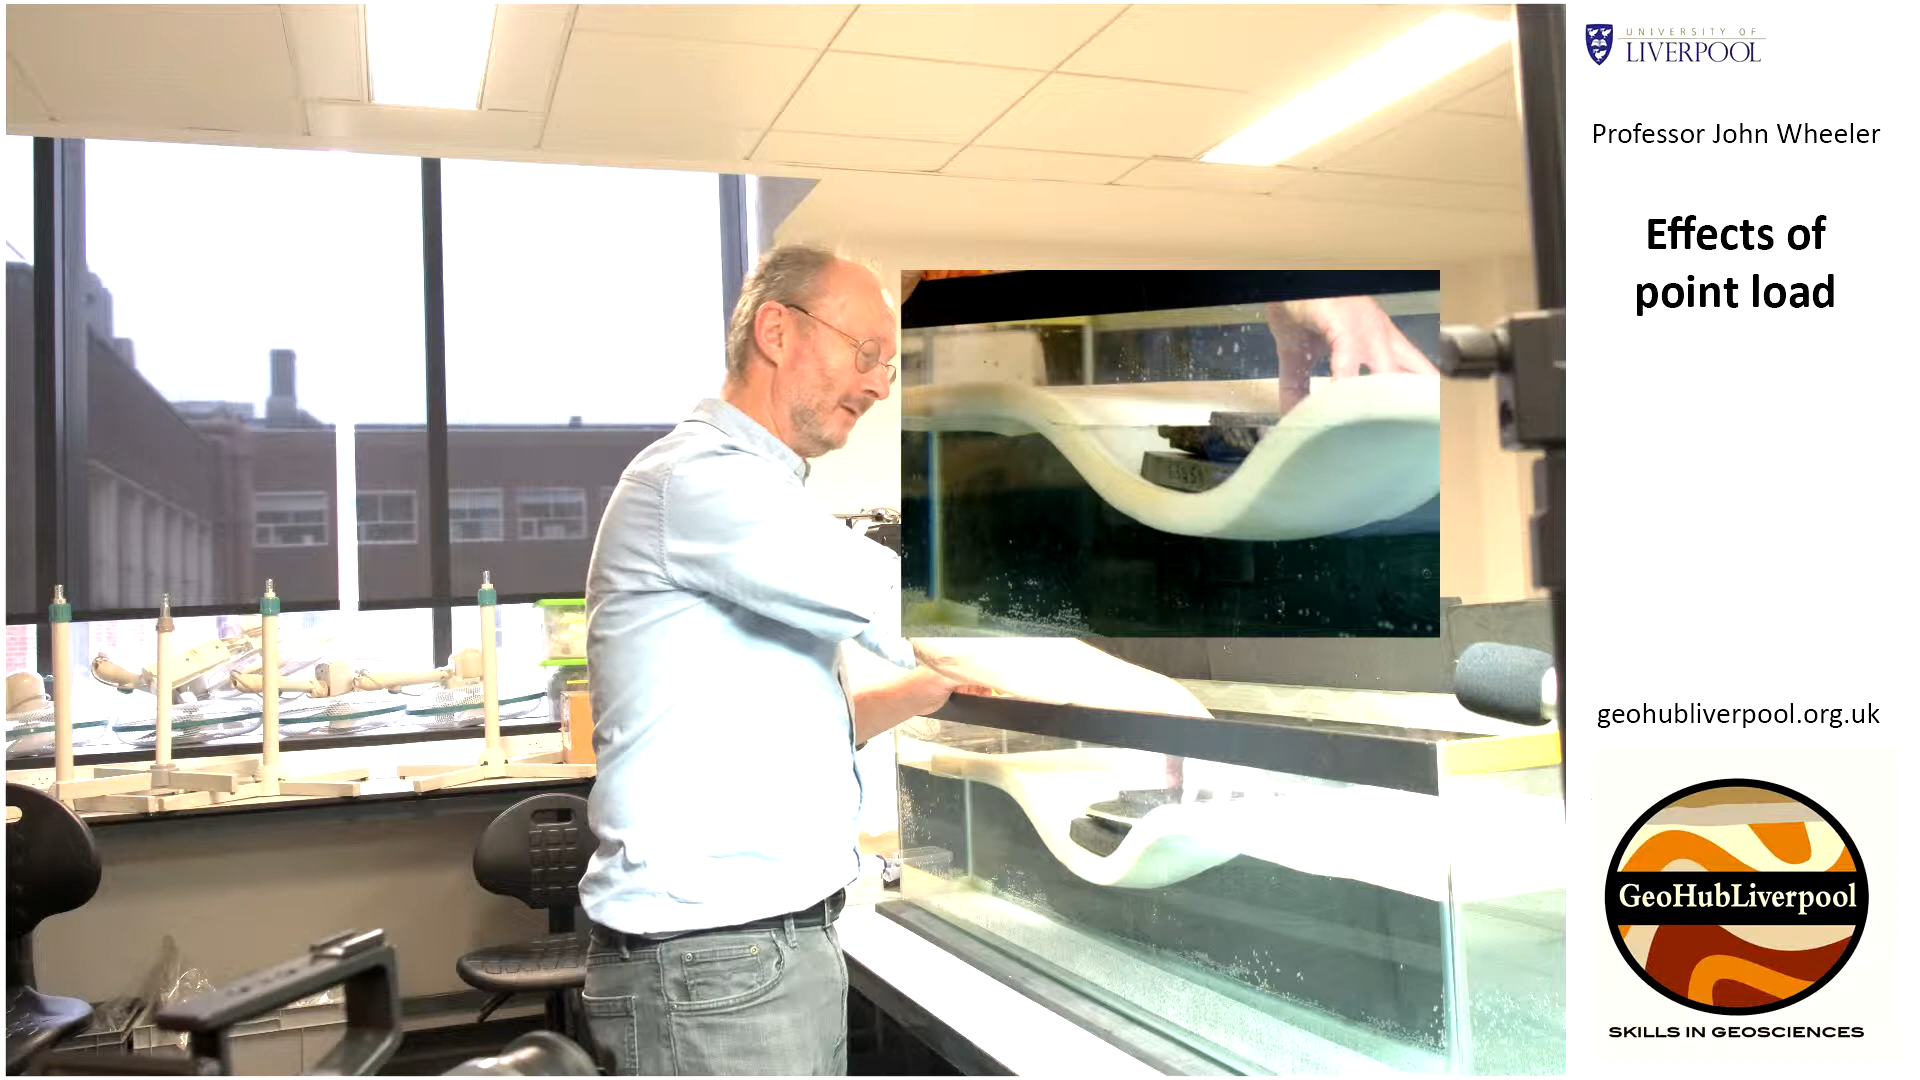 UNIVERSITY OF
LIVERPOOL
Professor John Wheeler
Effects of
point load
geohubliverpool.org.uk
GeoHubLiverpool
SKILLS IN GEOSCIENCES